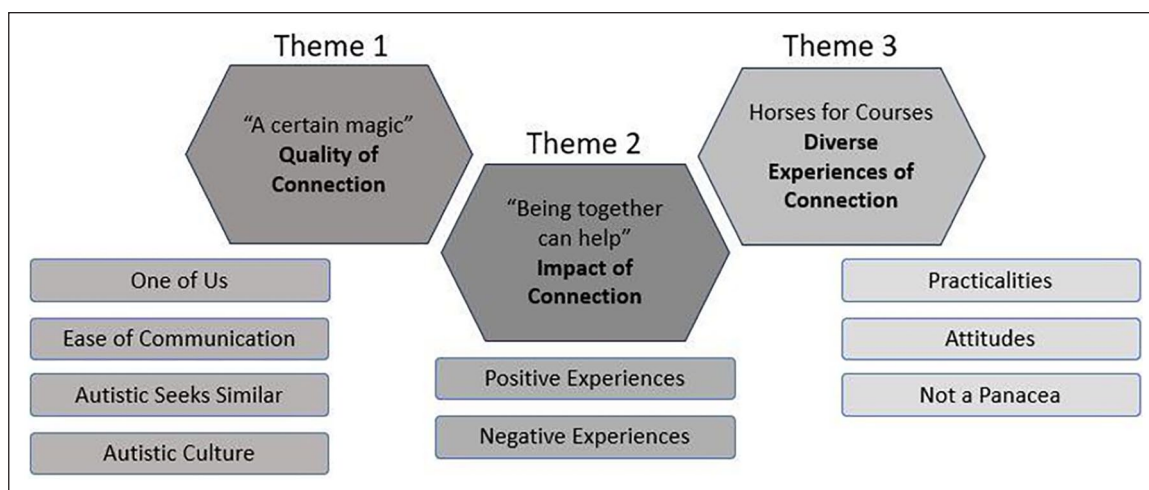 Theme 1
“A certain magic”
Quality of
Connection
One of Us
Ease of Communication
Autistic Seeks Similar
Autistic Culture
Theme 2
“Being together
can help”
Impact of
Connection
Positive Experiences
Negative Experiences
Theme 3
Horses for Courses
Diverse
Experiences of
Connection
Practicalities
Attitudes
Not a Panacea